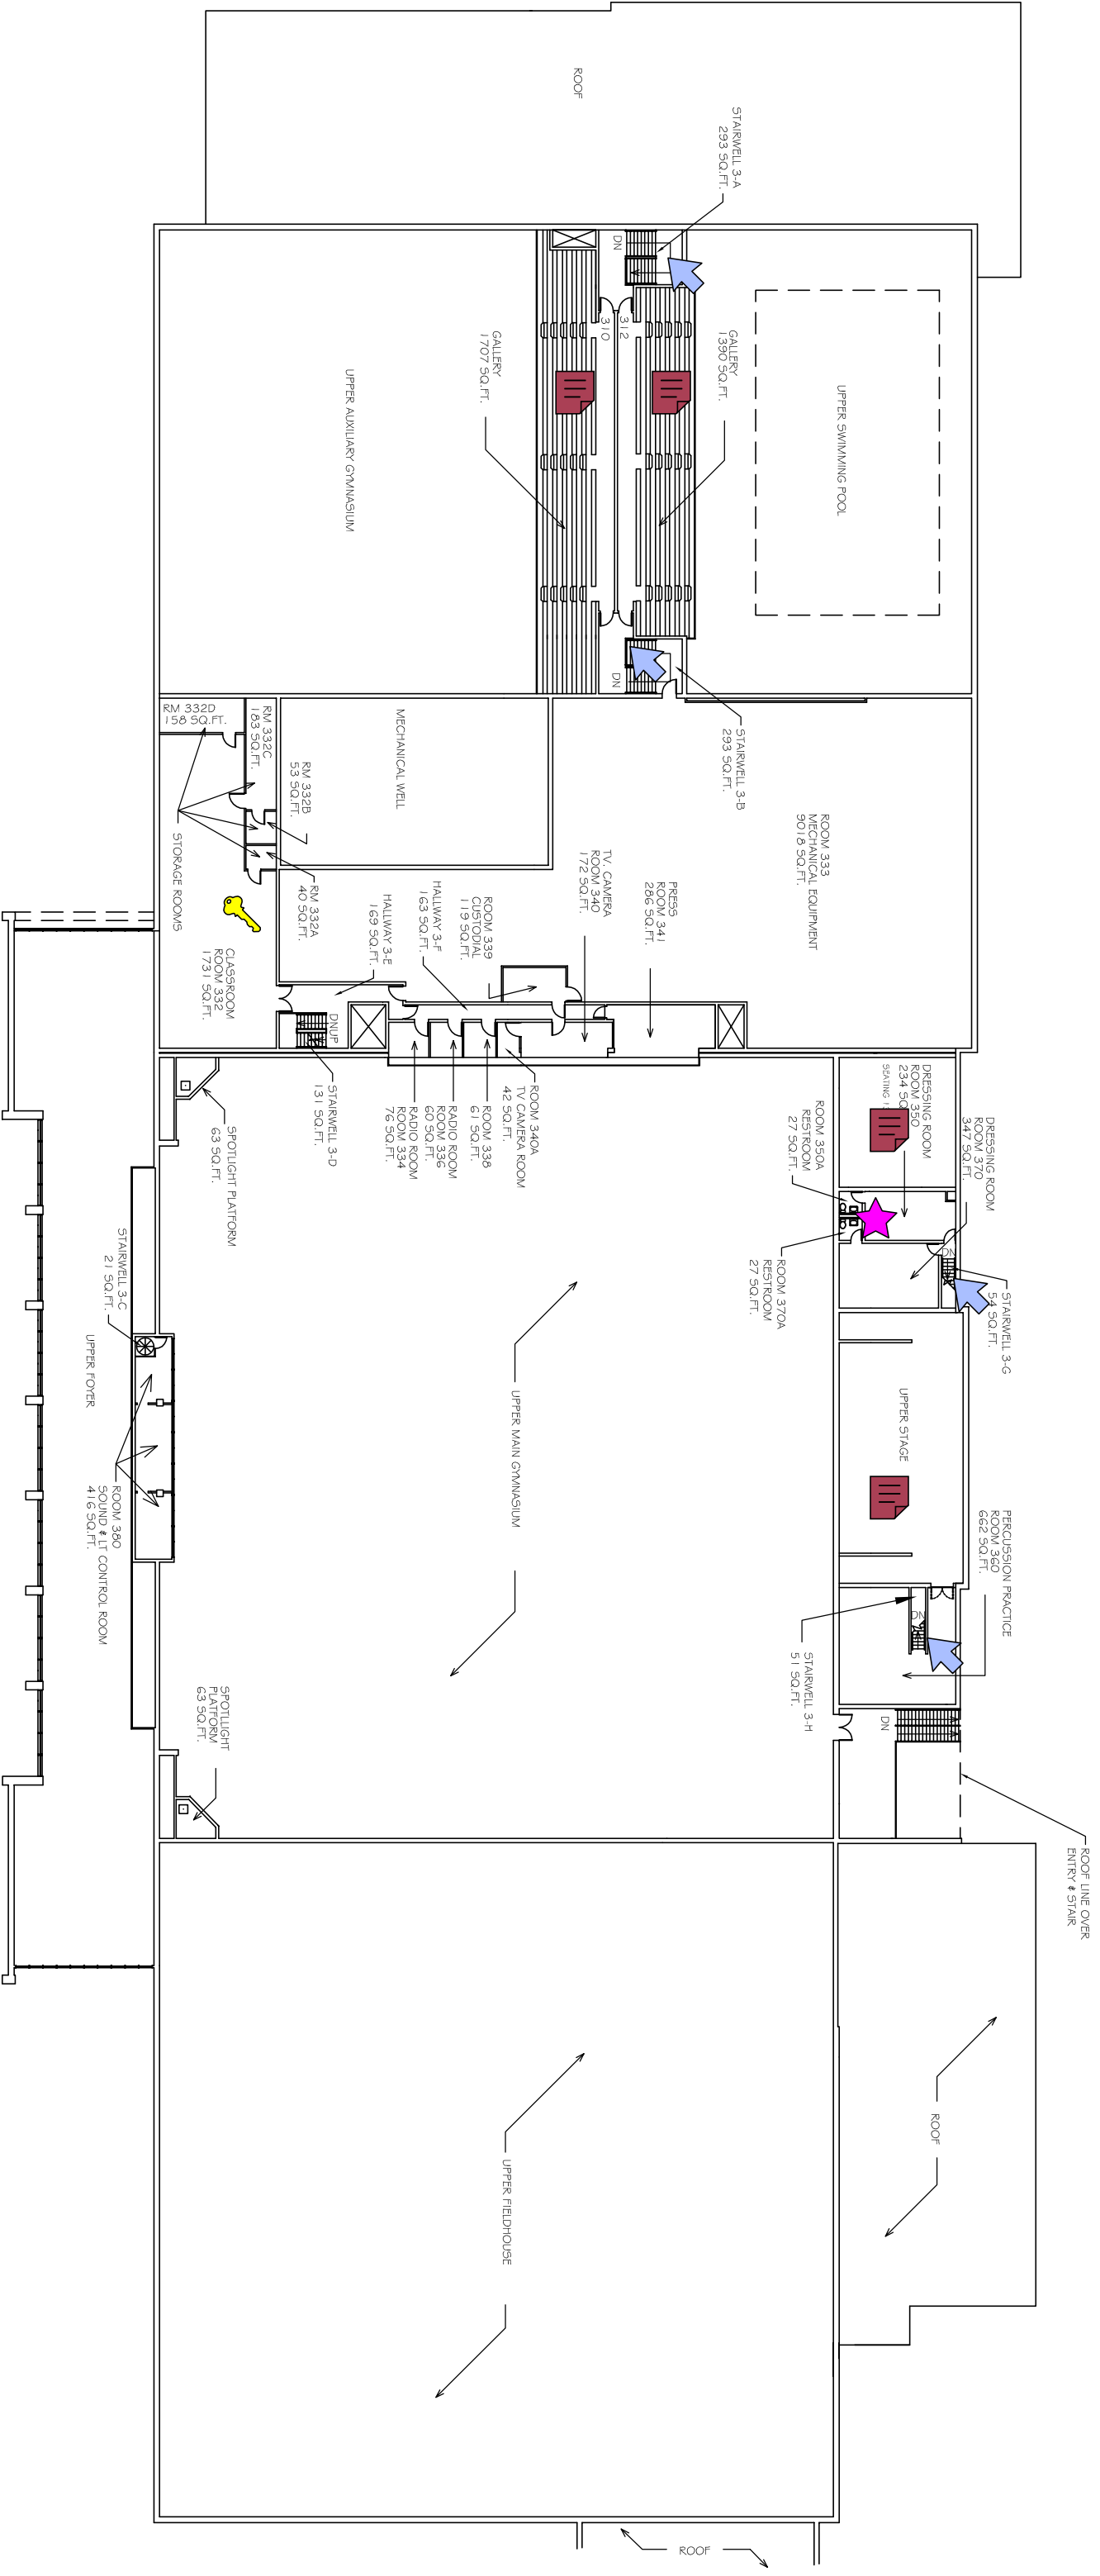 ROOF
STAIRWELL 3-A
293 SQ.FT.
DN
310
312
GALLERY
1390 SQ.FT.
GALLERY
1707 SQ.FT.
UPPER SWIMMING POOL
UPPER AUXILIARY GYMNASIUM
DN
STAIRWELL 3-B
293 SQ.FT.
RM 332D
158 SQ.FT.
RM 332C
183 SQ.FT.
RM 332B
53 SQ.FT.
RM 332A
40 SQ.FT.
STORAGE ROOMS
MECHANICAL WELL
ROOM 333
MECHANICAL EQUIPMENT
9018 SQ.FT.
TV. CAMERA
ROOM 340
172 SQ.FT.
PRESS
ROOM 341
286 SQ.FT.
ROOM 339
CUSTODIAL
119 SQ.FT.
HALLWAY 3-F
163 SQ.FT.
HALLWAY 3-E
169 SQ.FT.
CLASSROOM
ROOM 332
1731 SQ.FT.
DNUP
STAIRWELL 3-D
131 SQ.FT.
ROOM 340A
TV CAMERA ROOM
42 SQ.FT.
ROOM 338
61 SQ.FT.
RADIO ROOM
ROOM 336
60 SQ.FT.
RADIO ROOM
ROOM 334
76 SQ.FT.
SPOTLIGHT PLATFORM
63 SQ.FT.
DRESSING ROOM
ROOM 350
234 SQ
SEATING
DRESSING ROOM
ROOM 370
347 SQ.FT.
ROOM 350A
RESTROOM
27 SQ.FT.
ROOM 370A
RESTROOM
27 SQ.FT.
DN
STAIRWELL 3-G
54 SQ.FT.
STAIRWELL 3-C
21 SQ.FT.
UPPER FOYER
UPPER MAIN GYMNASIUM
UPPER STAGE
ROOM 380
SOUND & LT CONTROL ROOM
416 SQ.FT.
PERCUSSION PRACTICE
ROOM 360
662 SQ.FT.
DN
STAIRWELL 3-H
51 SQ.FT.
SPOTLLIGHT
PLATFORM
63 SQ.FT.
DN
ROOF LINE OVER
ENTRY & STAIR
ROOF
UPPER FIELDHOUSE
ROOF